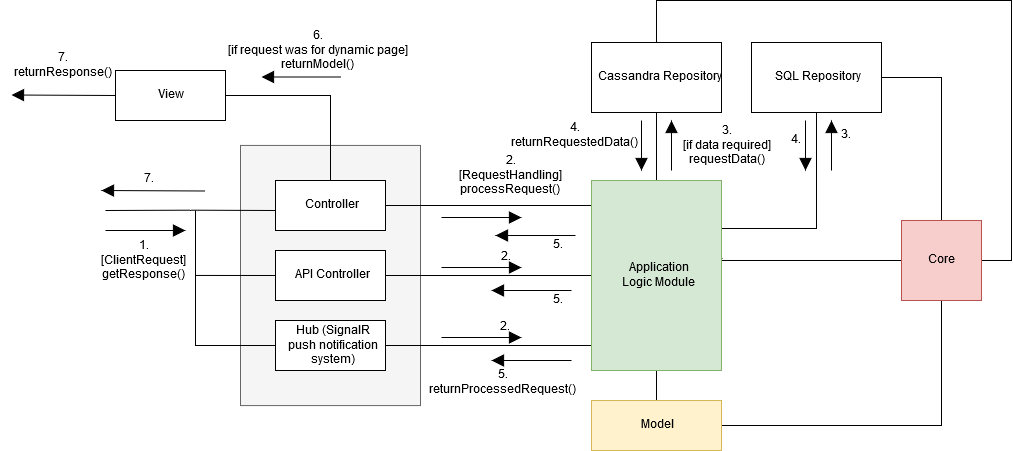 6.
[if request was for dynamic page]
returnModel()
7.
returnResponse()
View
Cassandra Repository
SQL Repository
4.
returnRequestedData()
3.
[if data required]
requestData()
4.
3.
7.
1.
[ClientRequest]
getResponse()
Controller
2.
[RequestHandling]
processRequest()
5.
API Controller
2.
5.
Hub (SignalR
push notification
system)
2.
5.
returnProcessedRequest()
Application
Logic Module
Core
Model